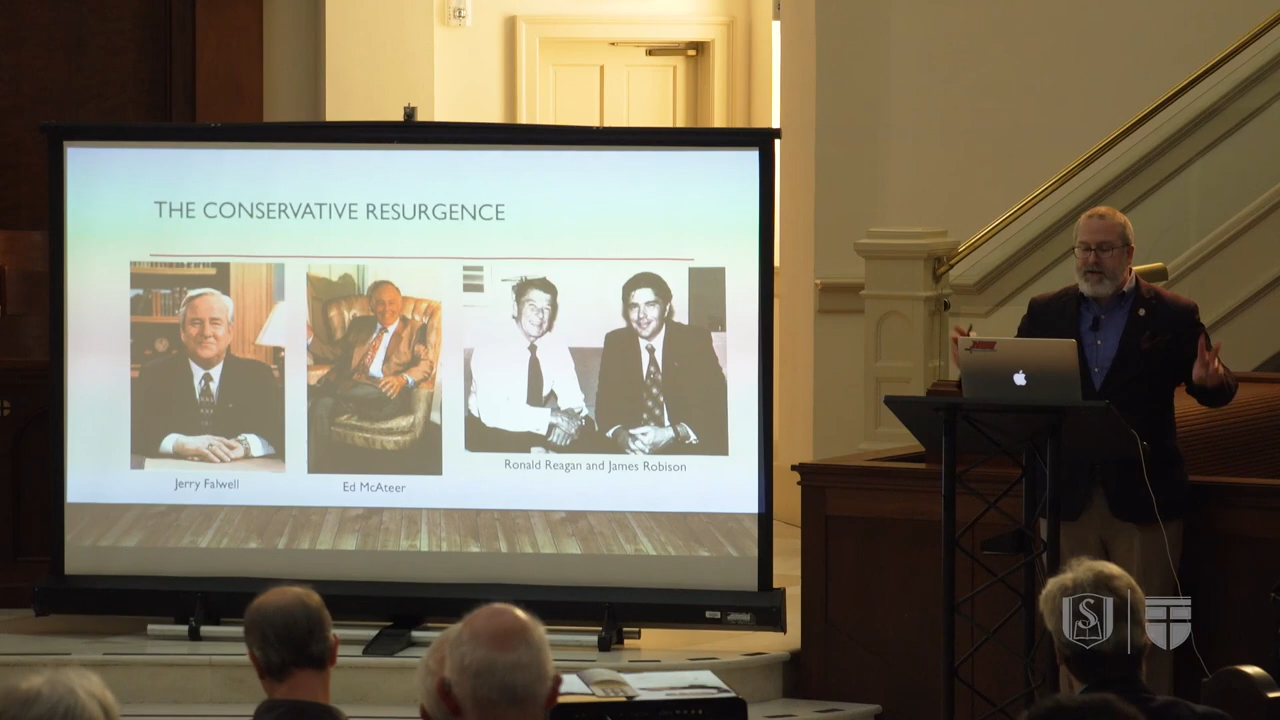 THE CONSERVATIVE RESURGENCE
Ronald Reagan and James Robison
Jerry Falwell
Ed McAteer
S